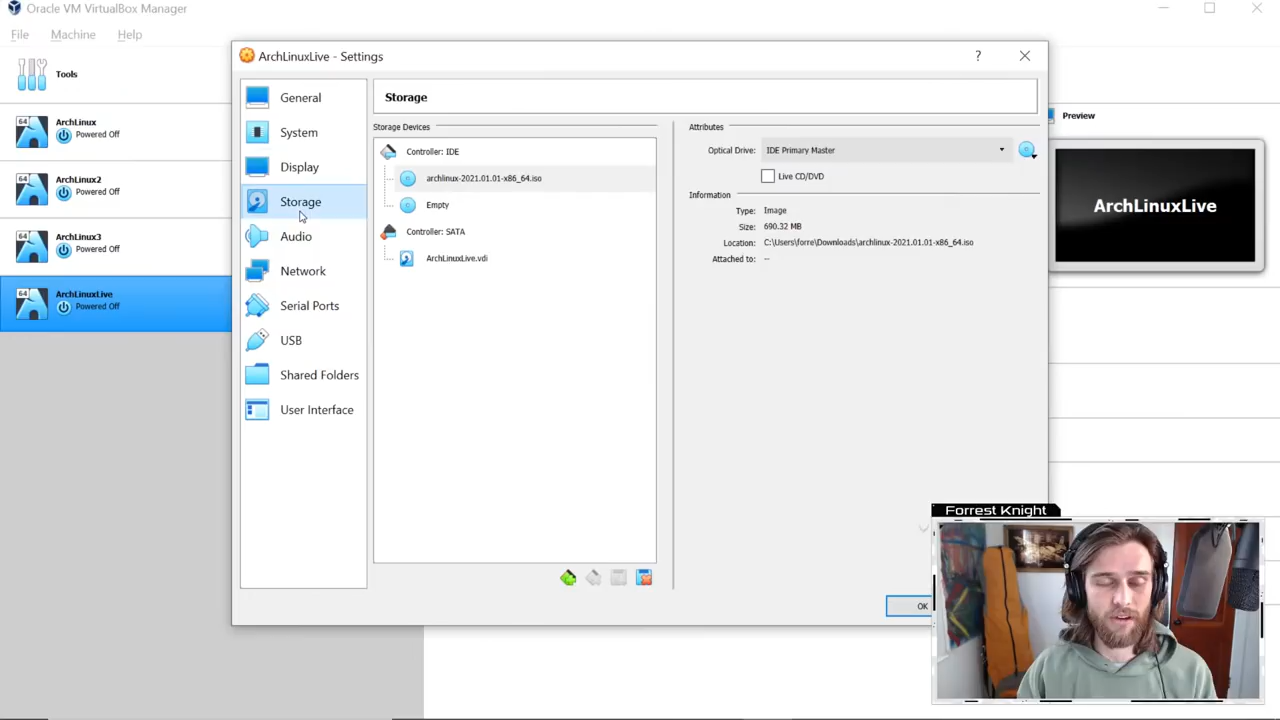 Oracle VM VirtualBox Manager
File Machine Help
Tools
64
ArchLinux
Powered Off
64
ArchLinux2
Powered Off
64
ArchLinux3
Powered Off
64
ArchLinuxLive
Powered Off
ArchLinuxLive - Settings
?
General
System
Display
Storage
Audio
Network
Serial Ports
USB
Shared Folders
User Interface
Storage
Storage Devices
Controller: IDE
archlinux-2021.01.01-x86_64.iso
Empty
Controller: SATA
ArchLinuxLive.vdi
Attributes
Optical Drive: IDE Primary Master
Live CD/DVD
Information
Type: Image
Size: 690.32 MB
Location: C:\Users\forre\Downloads\archlinux-2021.01.01-x86_64.iso
Attached to: --
OK
Preview
ArchLinuxLive
Forrest Knight